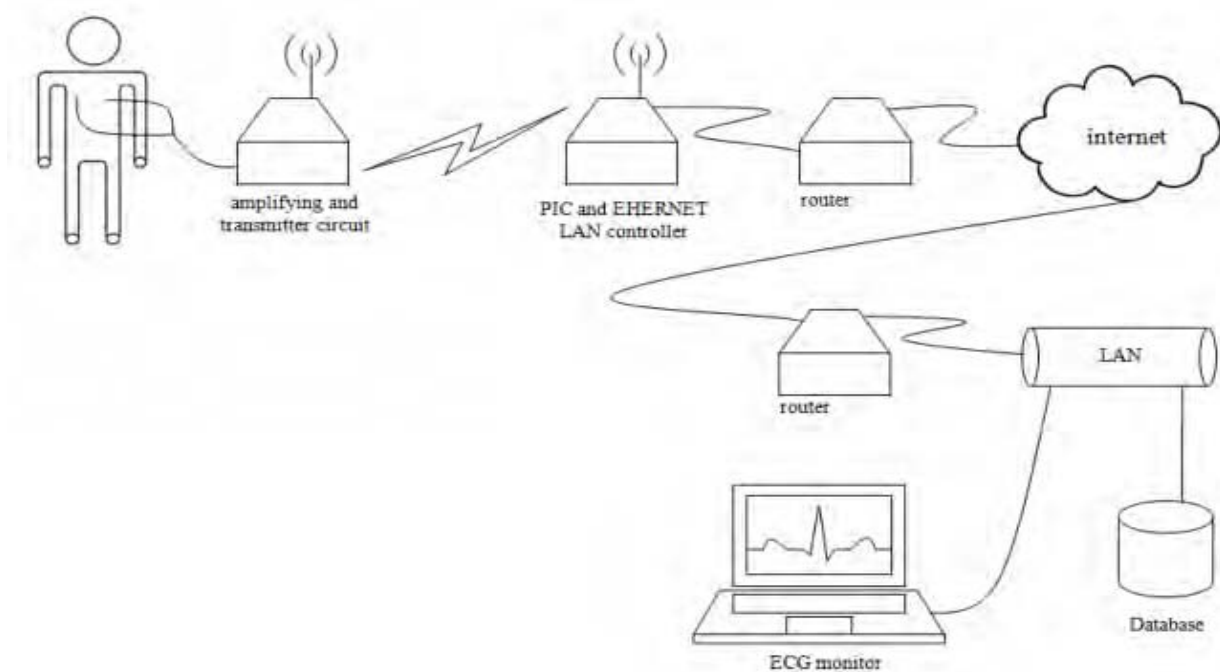 amplifying and
transmitter circuit
PIC and EHERNET
LAN controller
router
internet
router
LAN
ECG monitor
Database